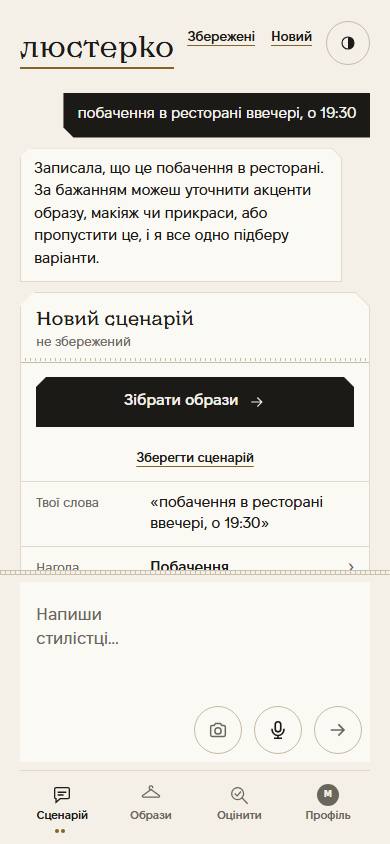 люстерко
Збережені Новий
побачення в ресторані ввечері, о 19:30
Записала, що це побачення в ресторані.
За бажанням можеш уточнити акценти
образу, макіяж чи прикраси, або
пропустити це, і я все одно підберу
варіанти.
Новий сценарій
не збережений
Зібрати образи →
Зберегти сценарій
Твої слова
«побачення в ресторані
ввечері, о 19:30»
Нагода Побачення
Напиши
стилістці...
Сценарій Образи Оцінити М Профіль